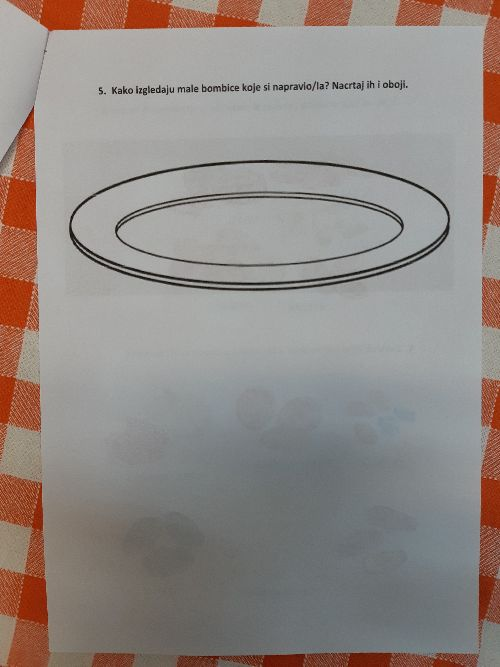 5. Kako izgledaju male bombice koje si napravio/la? Nacrtaj ih i oboji.